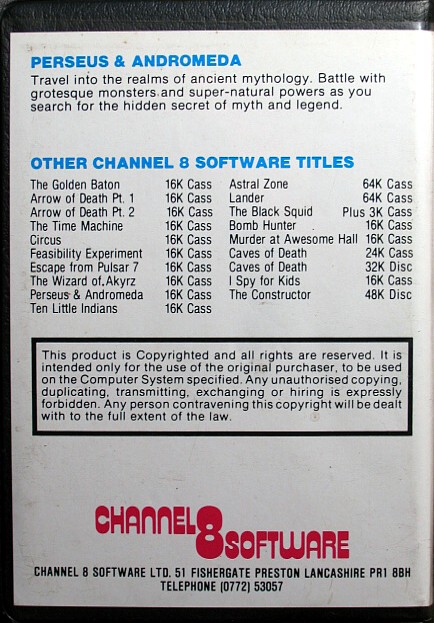 PERSEUS & ANDROMEDA
Travel into the realms of ancient mythology. Battle with
grotesque monsters and super-natural powers as you
search for the hidden secret of myth and legend.
OTHER CHANNEL 8 SOFTWARE TITLES
The Golden Baton 16K Cass
Arrow of Death Pt. 1 16K Cass
Arrow of Death Pt. 2 16K Cass
The Time Machine 16K Cass
Circus 16K Cass
Feasibility Experiment 16K Cass
Escape from Pulsar 7 16K Cass
The Wizard of Akyrz 16K Cass
Perseus & Andromeda 16K Cass
Ten Little Indians 16K Cass
Astral Zone 64K Cass
Lander 64K Cass
The Black Squid Plus 3K Cass
Bomb Hunter 16K Cass
Murder at Awesome Hall 16K Cass
Caves of Death 24K Cass
Caves of Death 32K Disc
I Spy for Kids 16K Cass
The Constructor 48K Disc
This product is Copyrighted and all rights are reserved. It is
intended only for the use of the original purchaser, to be used
on the Computer System specified. Any unauthorised copying,
duplicating, transmitting, exchanging or hiring is expressly
forbidden. Any person contravening this copyright will be dealt
with to the full extent of the law.
CHANNEL 8 SOFTWARE
CHANNEL 8 SOFTWARE LTD. 51 FISHERGATE PRESTON LANCASHIRE PR1 8BH
TELEPHONE (0772) 53057